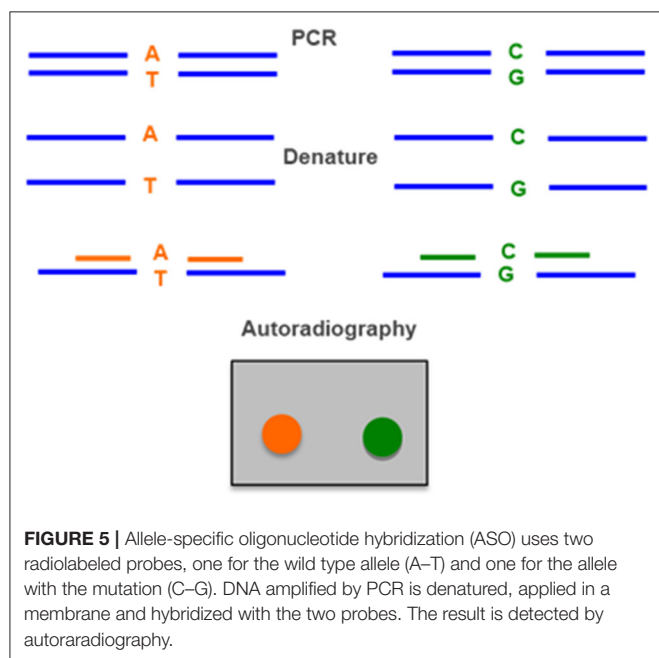 PCR
A C
T G
A C
Denature
T G
A C
T G
Autoradiography
FIGURE 5 | Allele-specific oligonucleotide hybridization (ASO) uses two
radiolabeled probes, one for the wild type allele (A–T) and one for the allele
with the mutation (C–G). DNA amplified by PCR is denatured, applied in a
membrane and hybridized with the two probes. The result is detected by
autoraradiography.